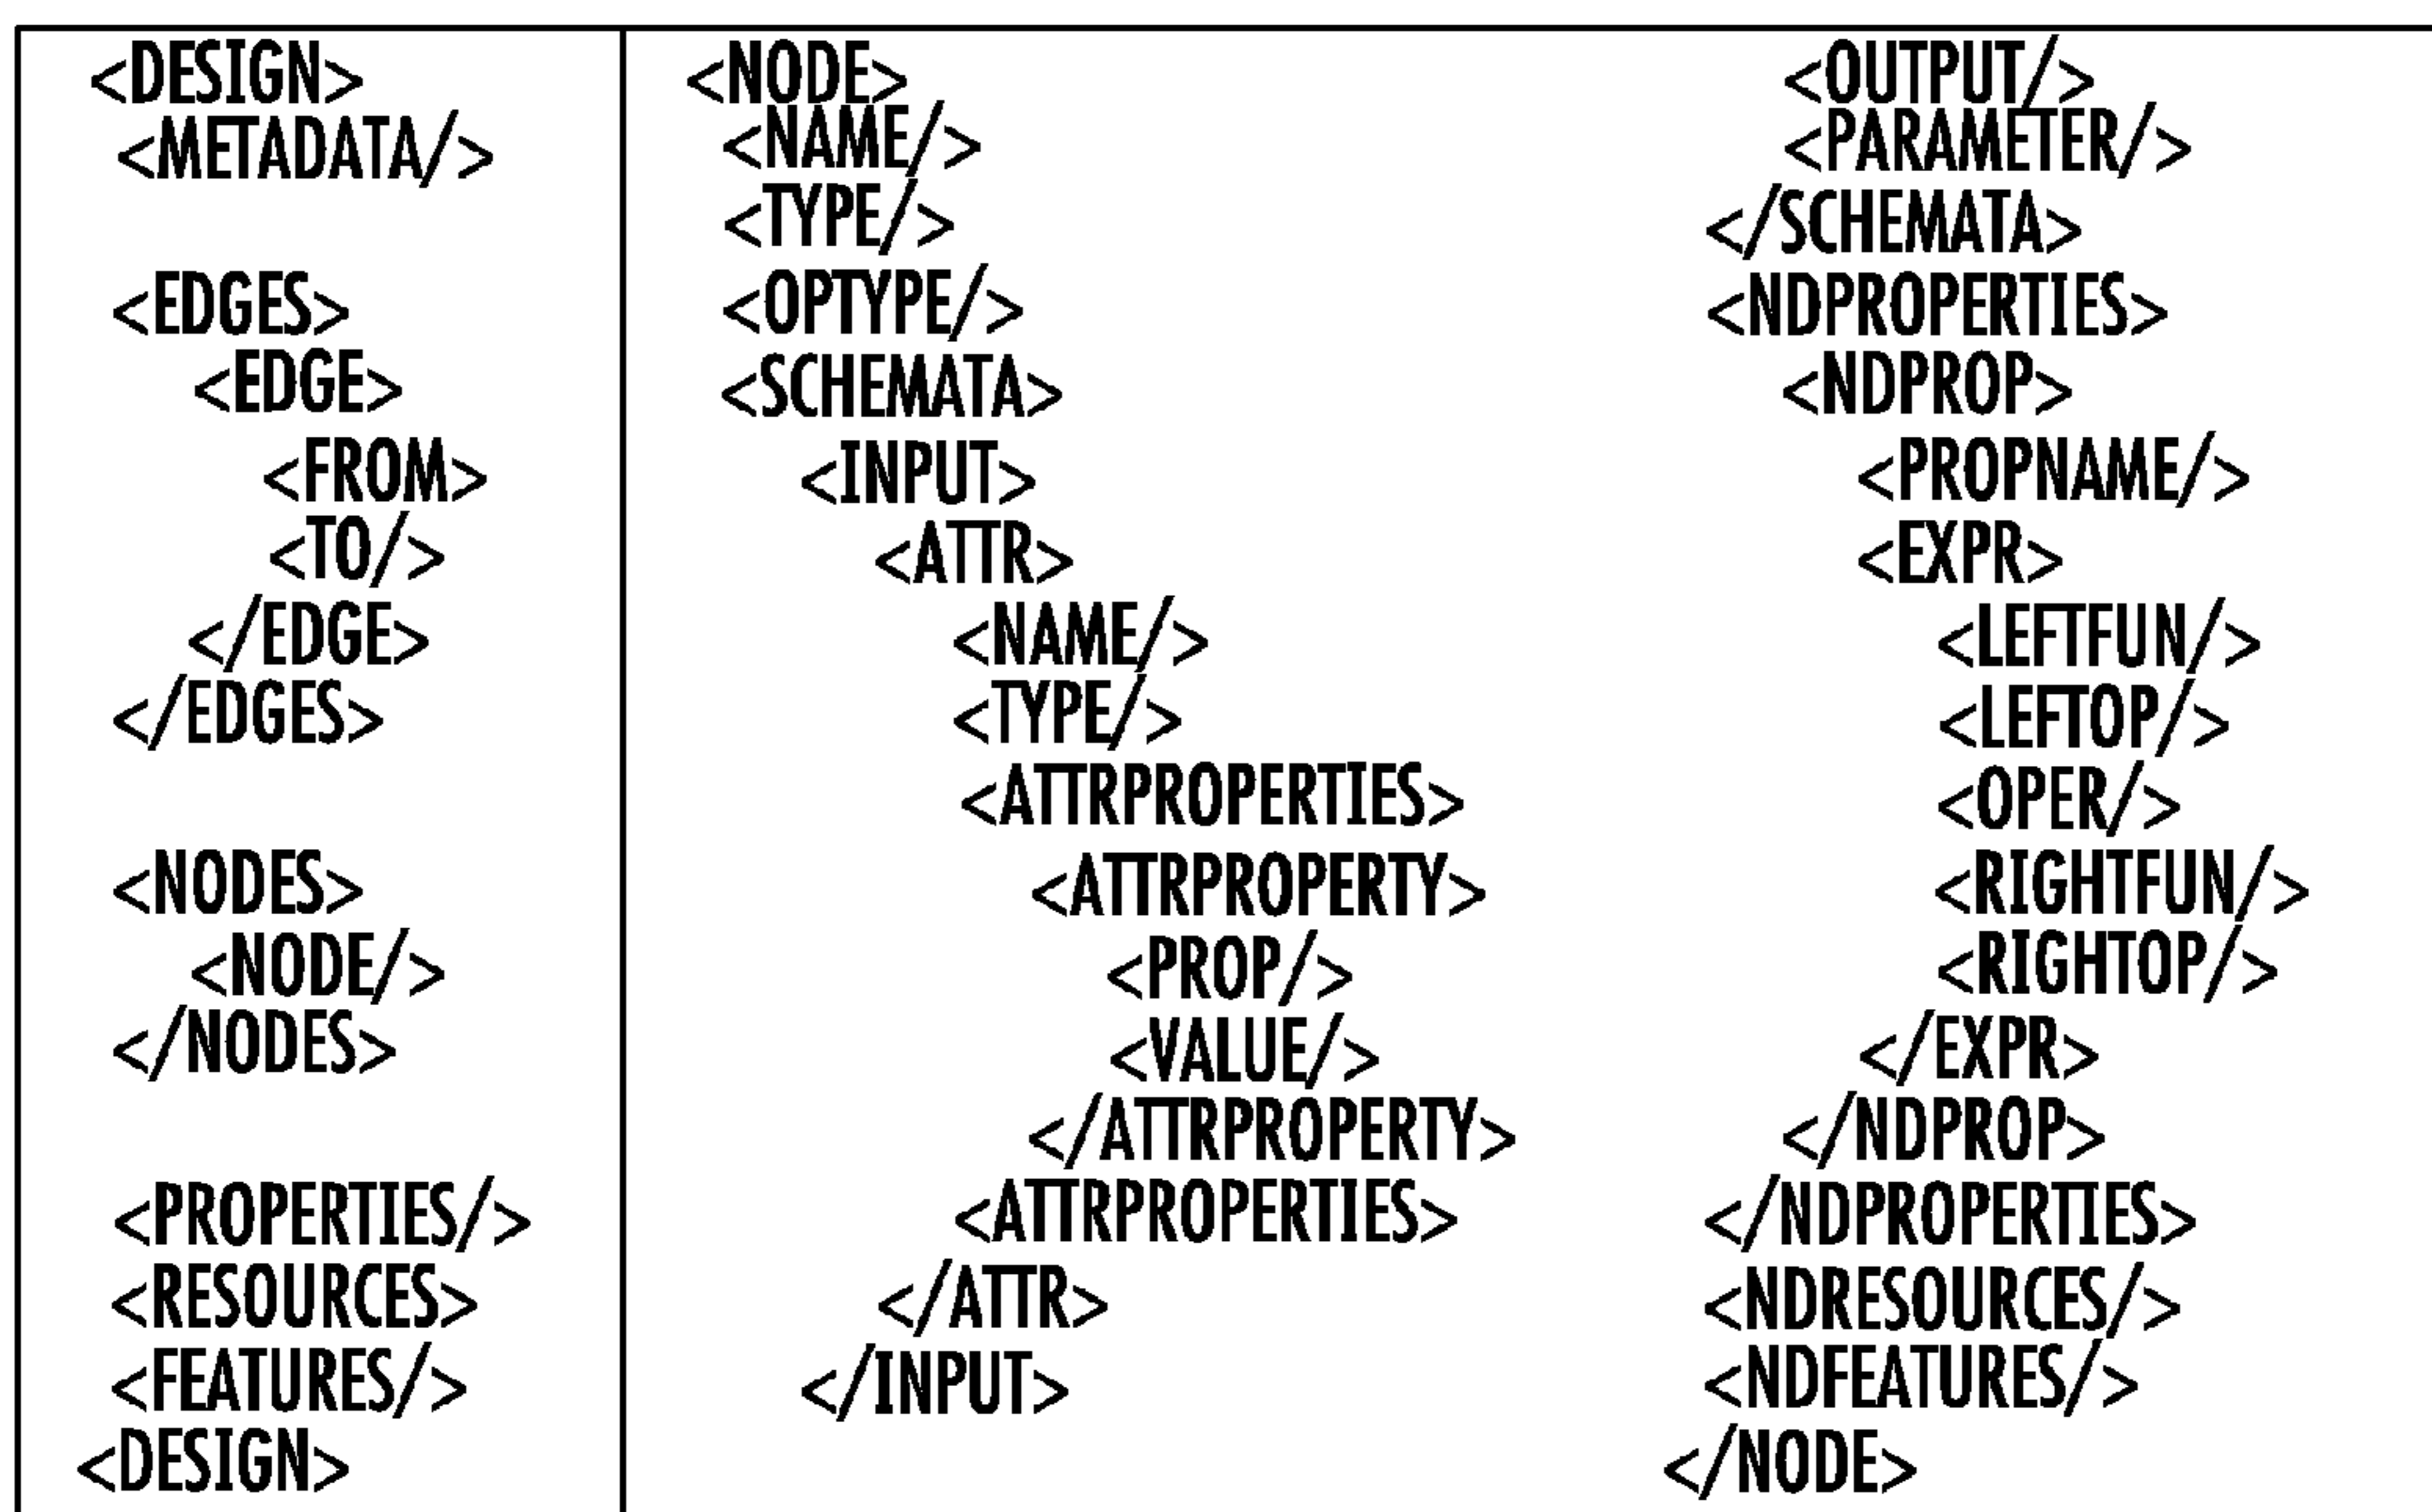 <DESIGN>
<METADATA/>
<EDGES>
<EDGE>
<FROM>
<TO/>
</EDGE>
</EDGES>
<NODES>
<NODE/>
</NODES>
<PROPERTIES/>
<RESOURCES>
<FEATURES/>
<DESIGN>
<NODE>
<NAME/>
<TYPE/>
<OPTYPE/>
<SCHEMATA>
<INPUT>
<ATTR>
<NAME/>
<TYPE/>
<ATTRPROPERTIES>
<ATTRPROPERTY>
<PROP/>
<VALUE/>
</ATTRPROPERTY>
<ATTRPROPERTIES>
</ATTR>
</INPUT>
<OUTPUT/>
<PARAMETER/>
</SCHEMATA>
<NDPROPERTIES>
<NDPROP>
<PROPNAME/>
<EXPR>
<LEFTFUN/>
<LEFTOP/>
<OPER/>
<RIGHTFUN/>
<RIGHTOP/>
</EXPR>
</NDPROP>
</NDPROPERTIES>
<NDRESOURCES/>
<NDFEATURES/>
</NODE>